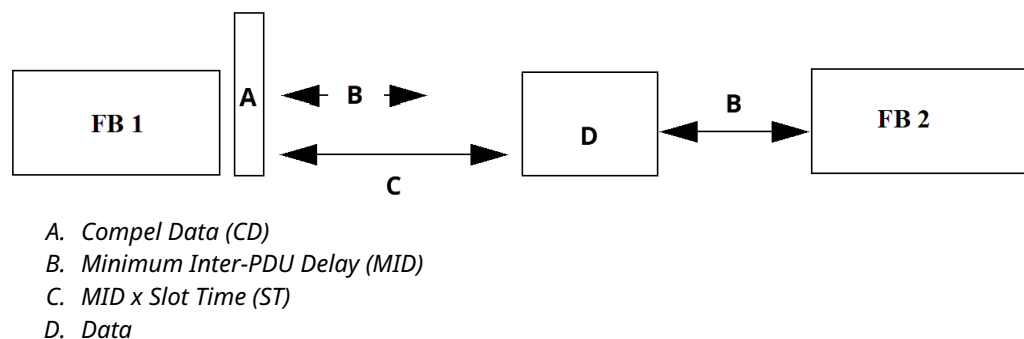 FB 1
A
B
C
D
B
FB 2
A. Compel Data (CD)
B. Minimum Inter-PDU Delay (MID)
C. MID x Slot Time (ST)
D. Data